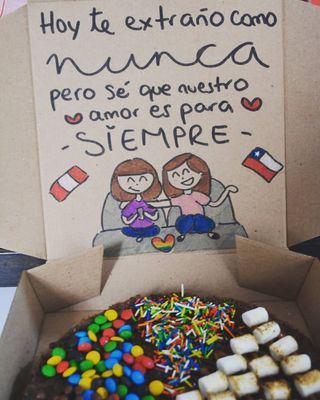 Hoy te extraño como
nunca
pero sé que nuestro
amor es para
- SIEMPRE -